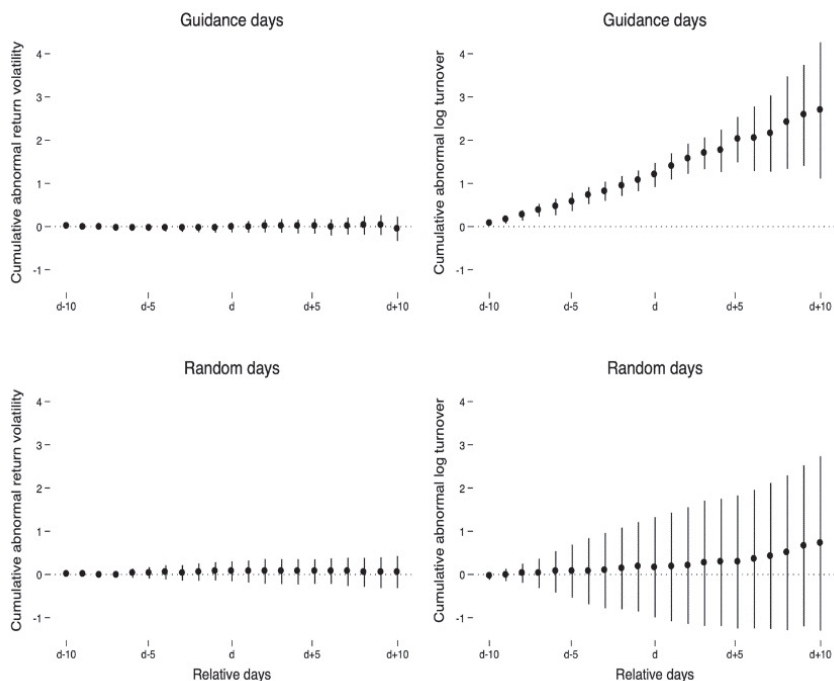 Guidance days
Cumulative abnormal return volatility
4
3
2
1
0
-1
d-10 d-5 d d+5 d+10
Guidance days
Cumulative abnormal log turnover
4
3
2
1
0
-1
d-10 d-5 d d+5 d+10
Random days
Cumulative abnormal return volatility
4
3
2
1
0
-1
d-10 d-5 d d+5 d+10
Relative days
Random days
Cumulative abnormal log turnover
4
3
2
1
0
-1
d-10 d-5 d d+5 d+10
Relative days